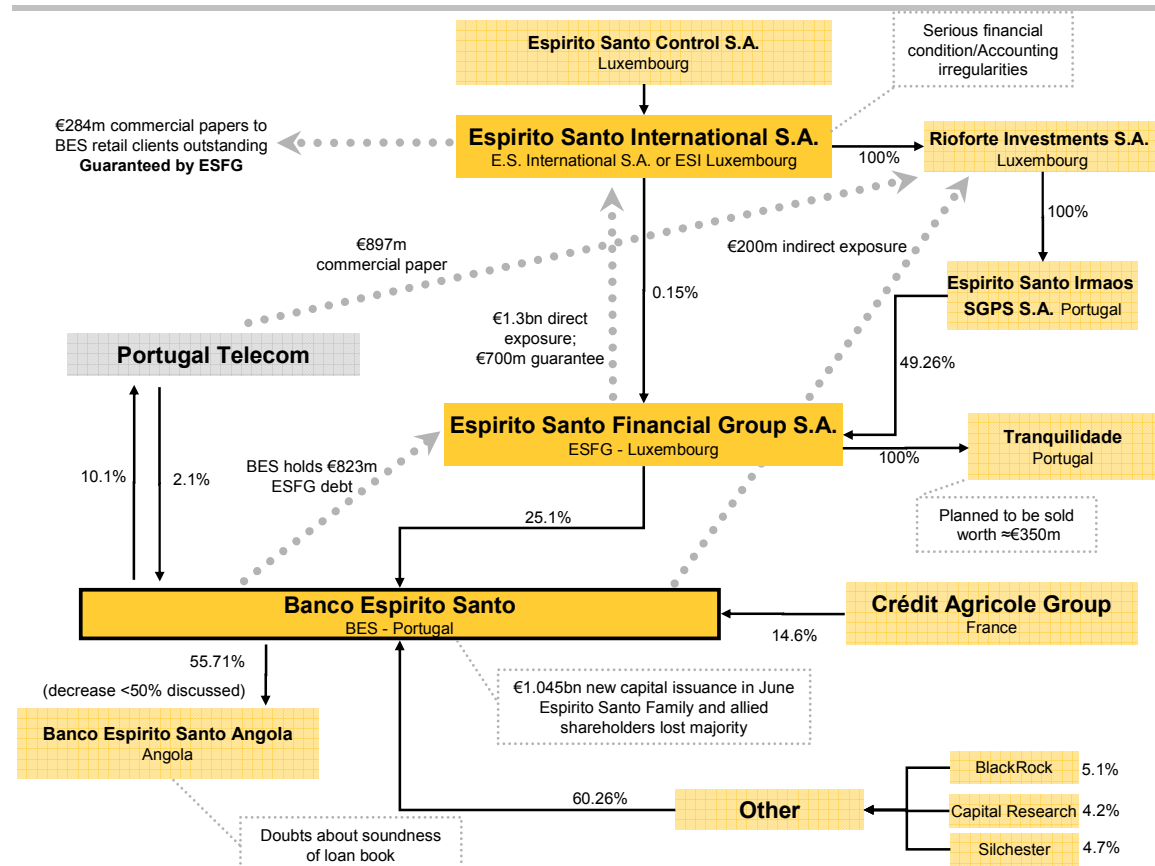 Espirito Santo Control S.A.
Luxembourg
Serious financial
condition/Accounting
irregularities
€284m commercial papers to
BES retail clients outstanding
Guaranteed by ESFG
Espirito Santo International S.A.
E.S. International S.A. or ESI Luxembourg
100%
Rioforte Investments S.A.
Luxembourg
100%
€897m
commercial paper
€200m indirect exposure
0.15%
Espirito Santo Irmaos
SGPS S.A. Portugal
€1.3bn direct
exposure;
€700m guarantee
Portugal Telecom
49.26%
Espirito Santo Financial Group S.A.
ESFG - Luxembourg
100%
Tranquilidade
Portugal
10.1%
2.1%
BES holds €823m
ESFG debt
25.1%
Planned to be sold
worth ≈€350m
Banco Espirito Santo
BES - Portugal
14.6%
Crédit Agricole Group
France
55.71%
(decrease <50% discussed)
€1.045bn new capital issuance in June
Espirito Santo Family and allied
shareholders lost majority
Banco Espirito Santo Angola
Angola
60.26%
Other
BlackRock 5.1%
Capital Research 4.2%
Silchester 4.7%
Doubts about soundness
of loan book